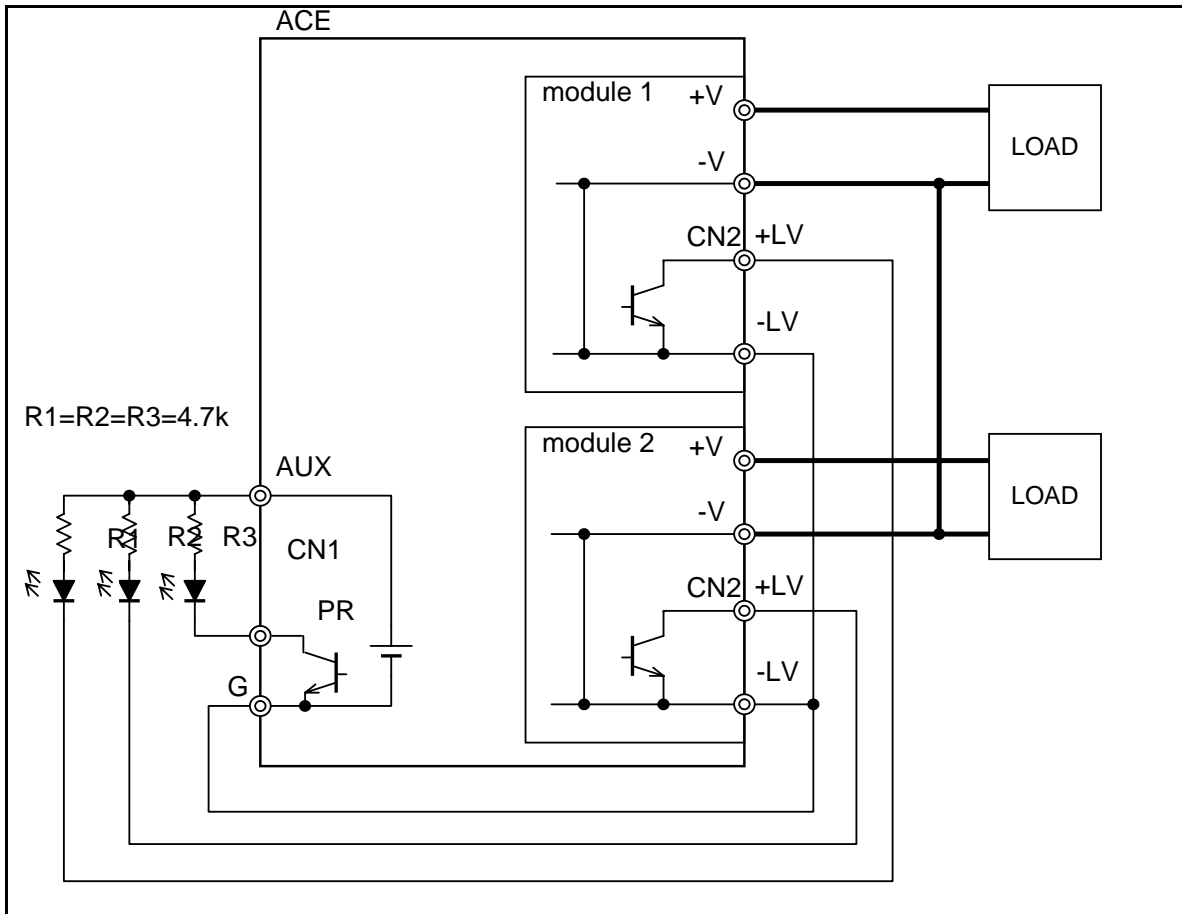 ACE
module 1
+V
LOAD
-V
CN2 +LV
-LV
R1=R2=R3=4.7k
module 2
+V
LOAD
AUX
-V
R1 R2 R3
CN1
CN2 +LV
PR
-LV
G